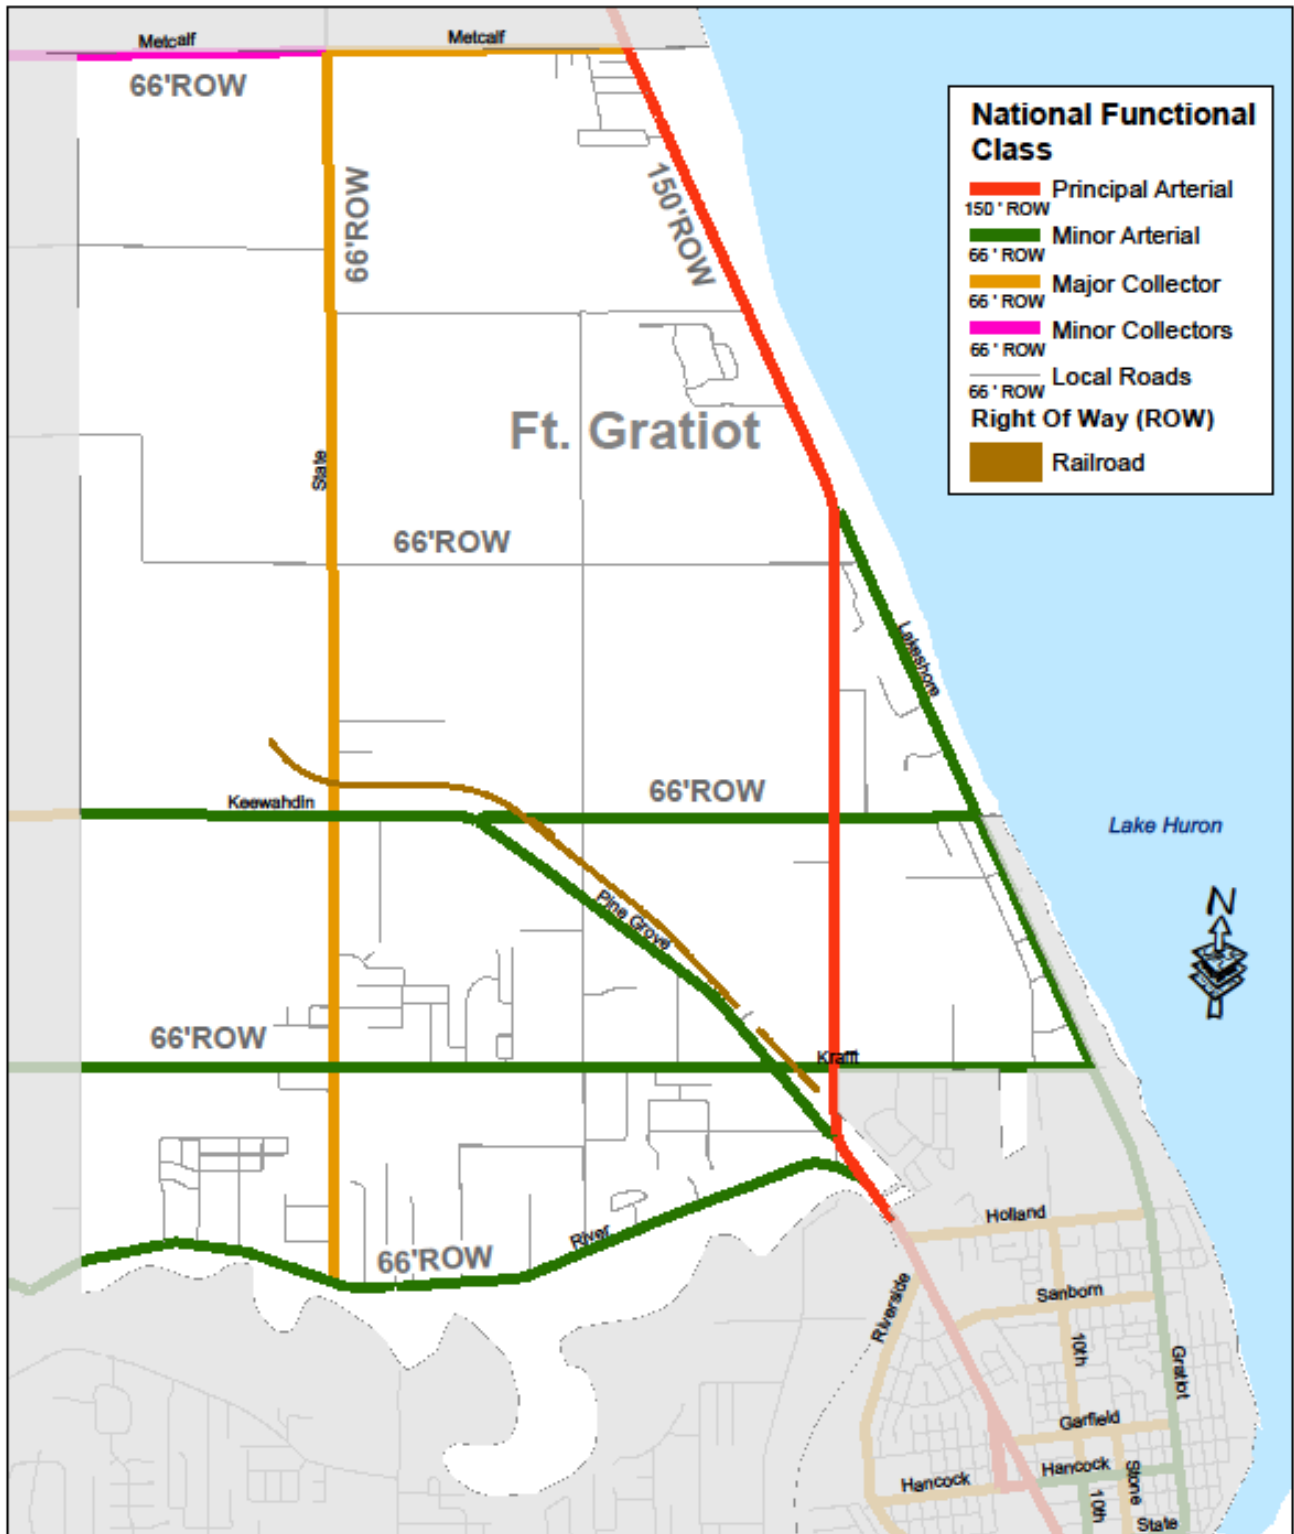 Metcalf
Metcalf
66'ROW
National Functional
Class
Principal Arterial
150 ' ROW
Minor Arterial
66 ' ROW
Major Collector
66 ' ROW
Minor Collectors
66 ' ROW
Local Roads
66 ' ROW
Right Of Way (ROW)
Railroad
66'ROW
150'ROW
Ft. Gratiot
State
66'ROW
Lakeshore
66'ROW
Keewahdin
Lake Huron
N
Pine Grove
66'ROW
Krafft
River
66'ROW
Holland
Riverside
Sanborn
10th
Gratiot
Garfield
Hancock
Hancock
Stone
10th
State